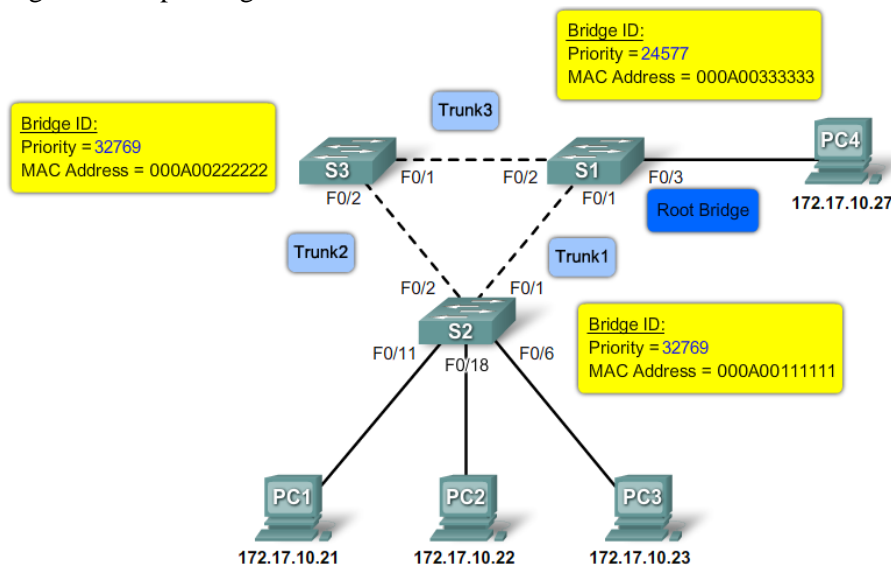 Bridge ID:
Priority = 24577
MAC Address = 000A00333333
Bridge ID:
Priority = 32769
MAC Address = 000A00222222
Trunk3
S3
S1
PC4
F0/1
F0/2
F0/3
F0/2
F0/1
Root Bridge
172.17.10.27
Trunk2
Trunk1
F0/2
F0/1
S2
Bridge ID:
Priority = 32769
MAC Address = 000A00111111
F0/11
F0/18
F0/6
PC1
PC2
PC3
172.17.10.21
172.17.10.22
172.17.10.23